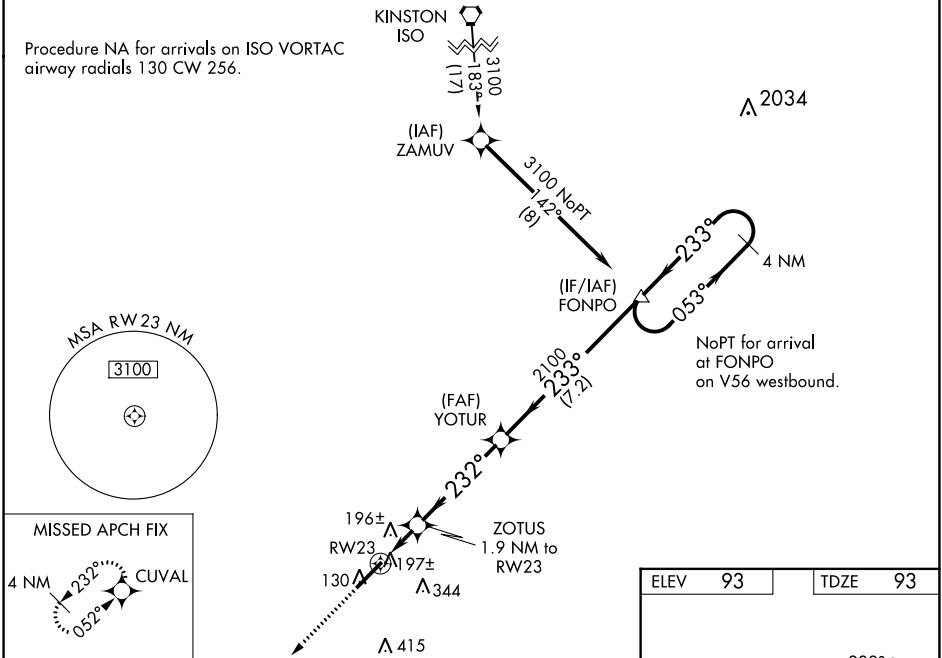 Procedure NA for arrivals on ISO VORTAC
airway radials 130 CW 256.
KINSTON
ISO
3100
183°
(17)
(IAF)
ZAMUV
2034
3100 NoPT
142°
(8)
233°
4 NM
053°
(IF/IAF)
FONPO
NoPT for arrival
at FONPO
on V56 westbound.
2100
233°
(7.2)
MSA RW23 NM
3100
(FAF)
YOTUR
232°
196±
ZOTUS
1.9 NM to
RW23
RW23
197±
130
344
415
MISSED APCH FIX
4 NM
232°
CUVAL
052°
ELEV 93
TDZE 93